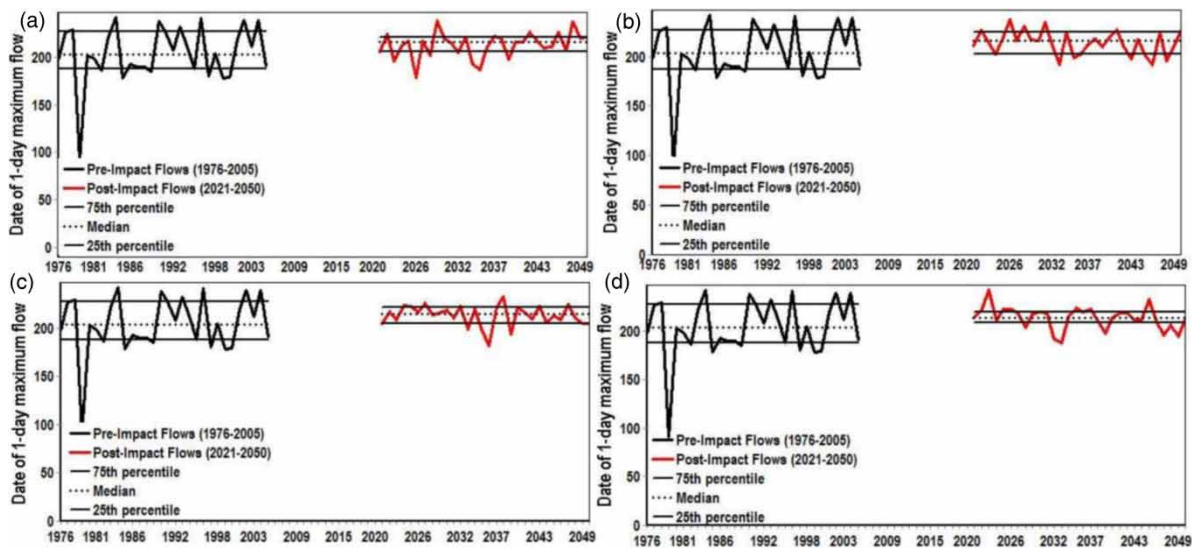 (a)
Date of 1-day maximum flow
200
150
100
50
0
Pre-Impact Flows (1976-2005)
Post-Impact Flows (2021-2050)
75th percentile
Median
25th percentile
1976 1981 1986 1992 1998 2003 2009 2015 2020 2026 2032 2037 2043 2049
(b)
Date of 1-day maximum flow
200
150
100
50
0
Pre-Impact Flows (1976-2005)
Post-Impact Flows (2021-2050)
75th percentile
Median
25th percentile
1976 1981 1986 1992 1998 2003 2009 2015 2020 2026 2032 2037 2043 2049
(c)
Date of 1-day maximum flow
200
150
100
50
0
Pre-Impact Flows (1976-2005)
Post-Impact Flows (2021-2050)
75th percentile
Median
25th percentile
1976 1981 1986 1992 1998 2003 2009 2015 2020 2026 2032 2037 2043 2049
(d)
Date of 1-day maximum flow
200
150
100
50
0
Pre-Impact Flows (1976-2005)
Post-Impact Flows (2021-2050)
75th percentile
Median
25th percentile
1976 1981 1986 1992 1998 2003 2009 2015 2020 2026 2032 2037 2043 2049